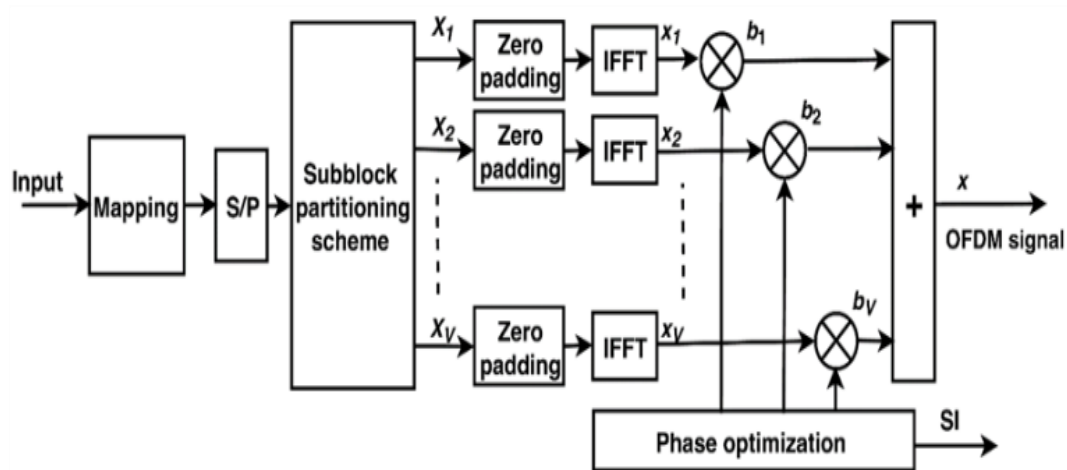 Input
Mapping
S/P
Subblock
partitioning
scheme
X1
Zero
padding
IFFT
x1
b1
X2
Zero
padding
IFFT
x2
b2
XV
Zero
padding
IFFT
xV
bV
+
x
OFDM signal
Phase optimization
SI